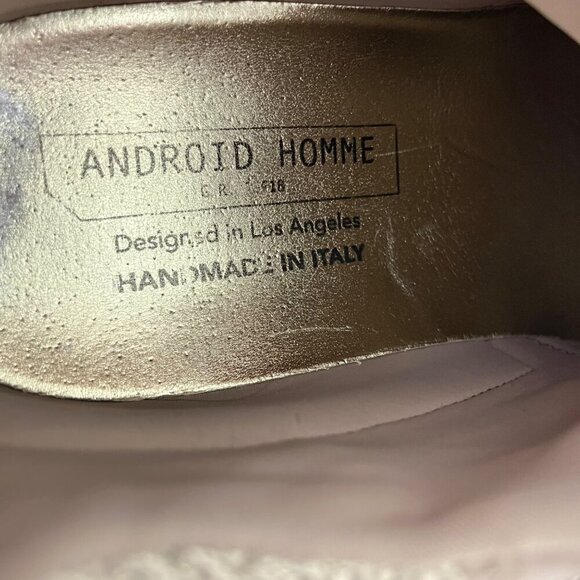 ANDROID HOMME
Designed in Los Angeles
HANDMADE IN ITALY